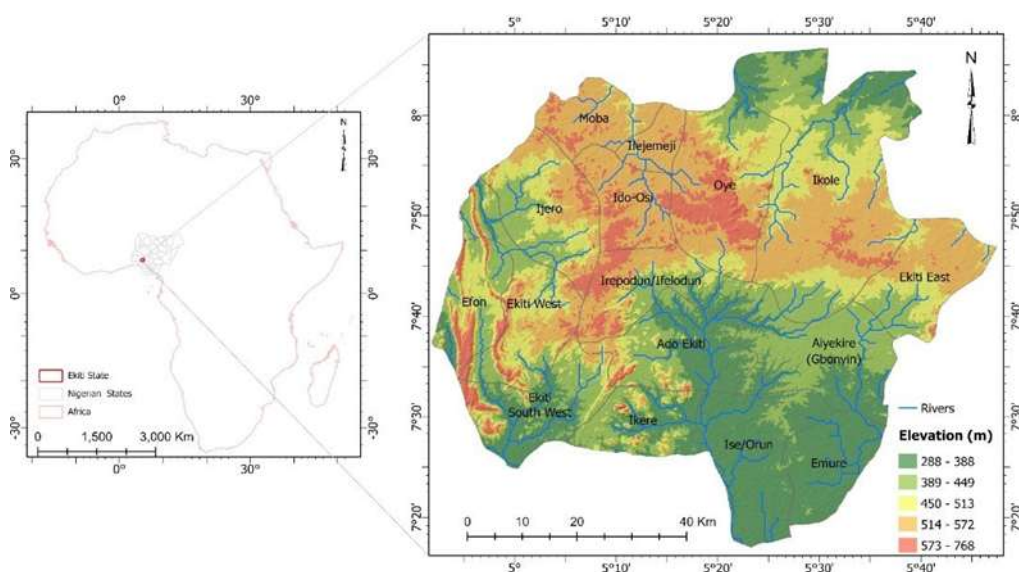 0°
30°
N
30°
30°
0°
0°
30°
30°
Ekiti State
Nigerian States
Africa
0
1,500
3,000 Km
0°
30°
5°
5°10'
5°20'
5°30'
5°40'
N
8°
8°
7°50'
7°50'
7°40'
7°40'
7°30'
7°30'
7°20'
7°20'
Moba
Ilejemeji
Ido-Osi
Oye
Ikole
Ijero
Irepodun/Ifelodun
Ekiti East
Efon
Ekiti West
Ado Ekiti
Aiyekire
(Gbonyin)
Ekiti
South West
Ikere
Ise/Orun
Emure
Rivers
Elevation (m)
288 - 388
389 - 449
450 - 513
514 - 572
573 - 768
0
10
20
40 Km
5°
5°10'
5°20'
5°30'
5°40'